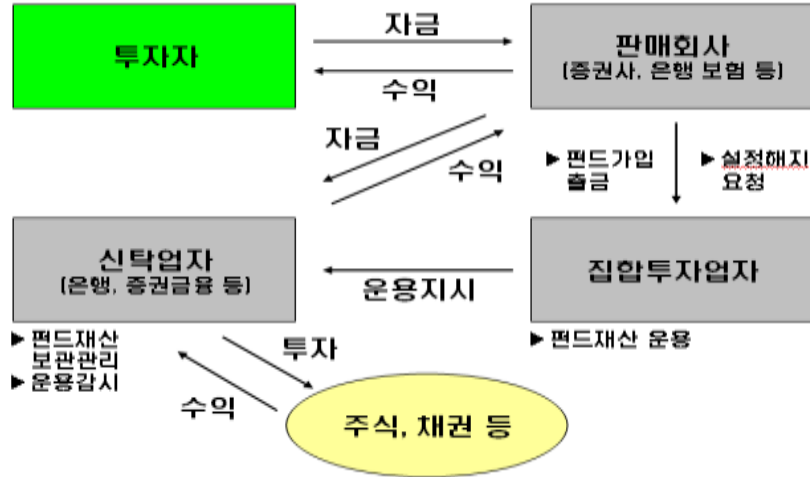 투자자
자금
수익
판매회사
(증권사, 은행 보험 등)
자금
수익
▶ 펀드가입
출금
▶ 설정해지
요청
신탁업자
(은행, 증권금융 등)
운용지시
집합투자업자
▶ 펀드재산
보관관리
▶ 운용감시
▶ 펀드재산 운용
투자
수익
주식, 채권 등